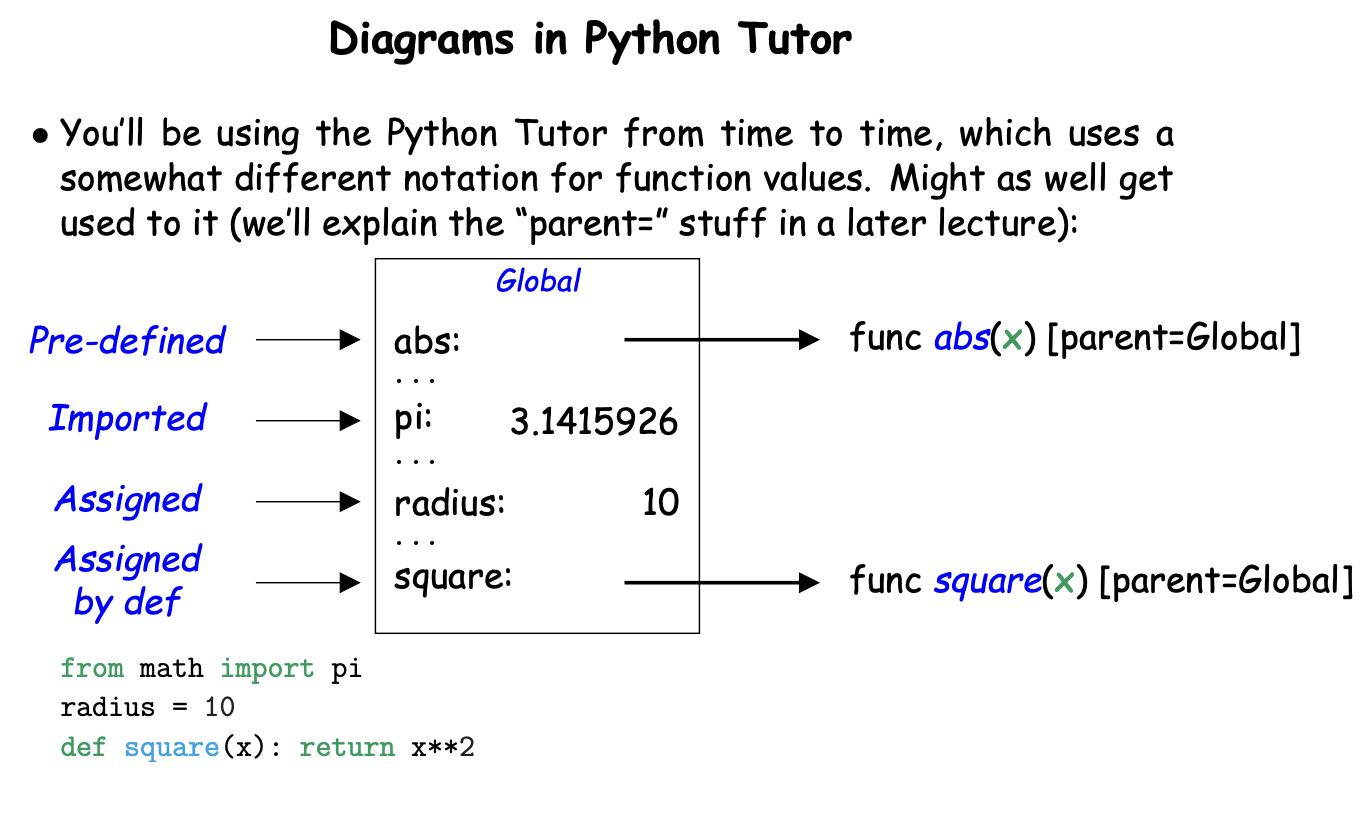 Diagrams in Python Tutor
• You'll be using the Python Tutor from time to time, which uses a
somewhat different notation for function values. Might as well get
used to it (we'll explain the “parent=” stuff in a later lecture):
Global
Pre-defined abs: func abs(x) [parent=Global]
...
Imported pi: 3.1415926
...
Assigned radius: 10
...
Assigned
by def square: func square(x) [parent=Global]
from math import pi
radius = 10
def square(x): return x**2